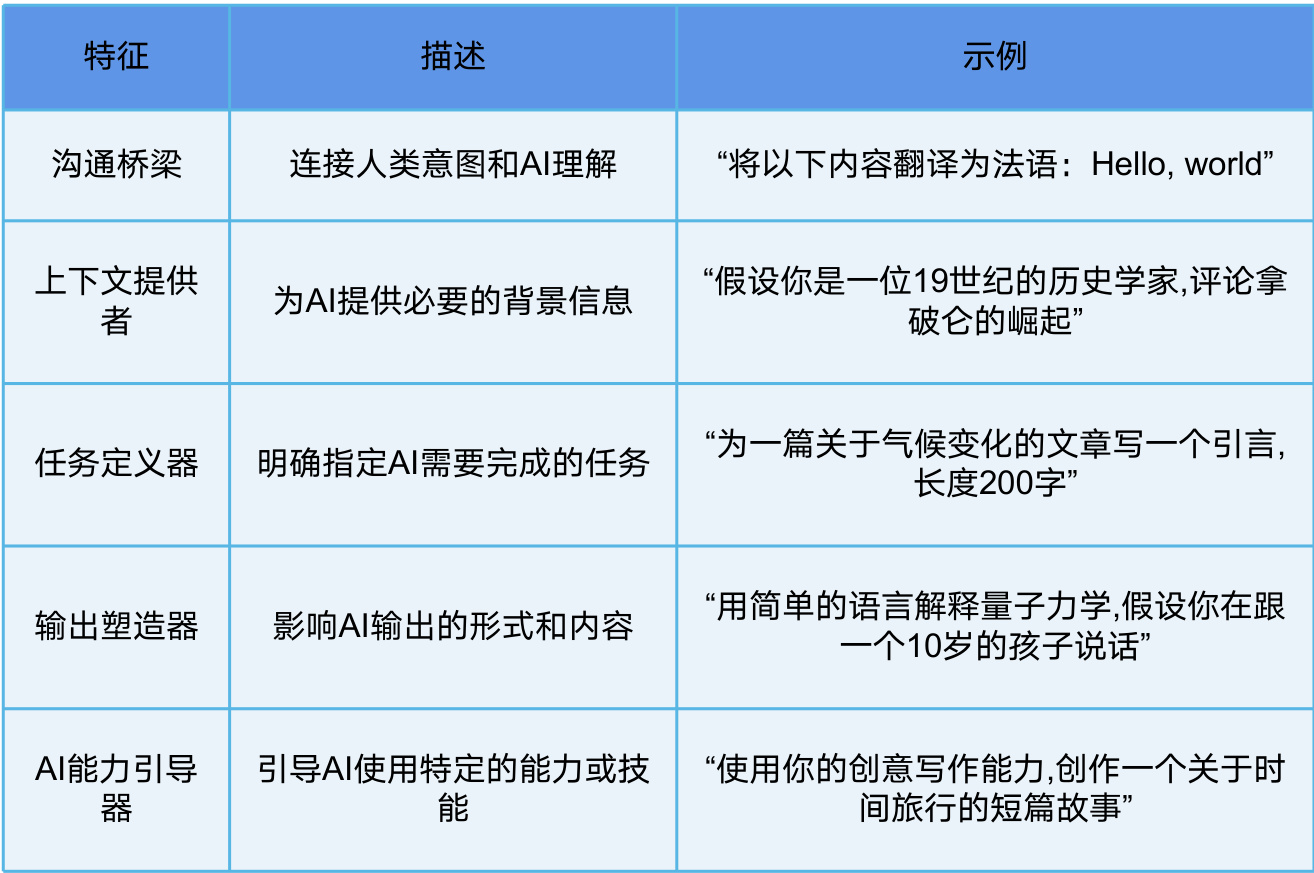 特征 描述 示例
沟通桥梁 连接人类意图和AI理解 “将以下内容翻译为法语：Hello, world”
上下文提供
者
为AI提供必要的背景信息
“假设你是一位19世纪的历史学家,评论拿
破仑的崛起”
任务定义器
明确指定AI需要完成的任务
“为一篇关于气候变化的文章写一个引言,
长度200字”
输出塑造器
影响AI输出的形式和内容
“用简单的语言解释量子力学,假设你在跟
一个10岁的孩子说话”
AI能力引导
器
引导AI使用特定的能力或技
能
“使用你的创意写作能力,创作一个关于时
间旅行的短篇故事”